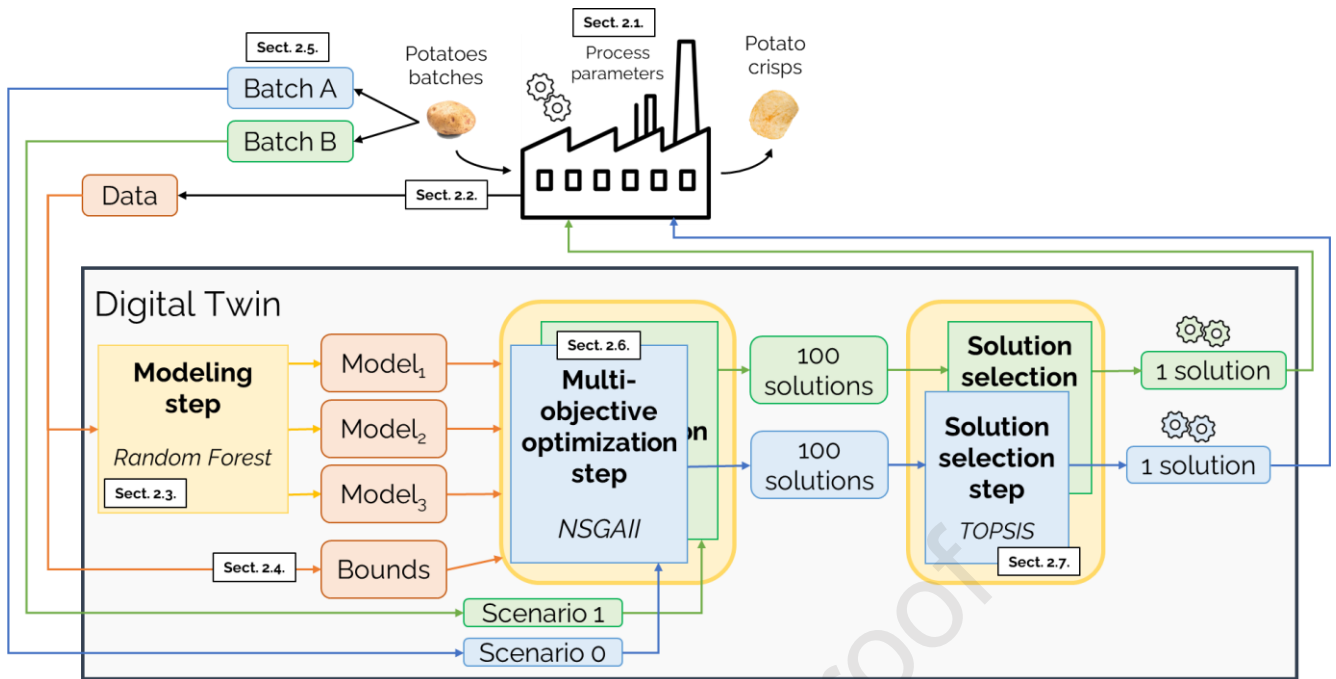 Sect. 2.5.
Batch A
Batch B
Data
Potatoes
batches
Sect. 2.1.
Process
parameters
Potato
crisps
Sect. 2.2.
Digital Twin
Modeling
step
Random Forest
Sect. 2.3.
Model1
Model2
Model3
Sect. 2.4.
Bounds
Sect. 2.6.
Multi-
objective
optimization
step
NSGAII
on
100
solutions
100
solutions
Solution
selection
Solution
selection
step
TOPSIS
Sect. 2.7.
1 solution
1 solution
Scenario 1
Scenario 0
roof